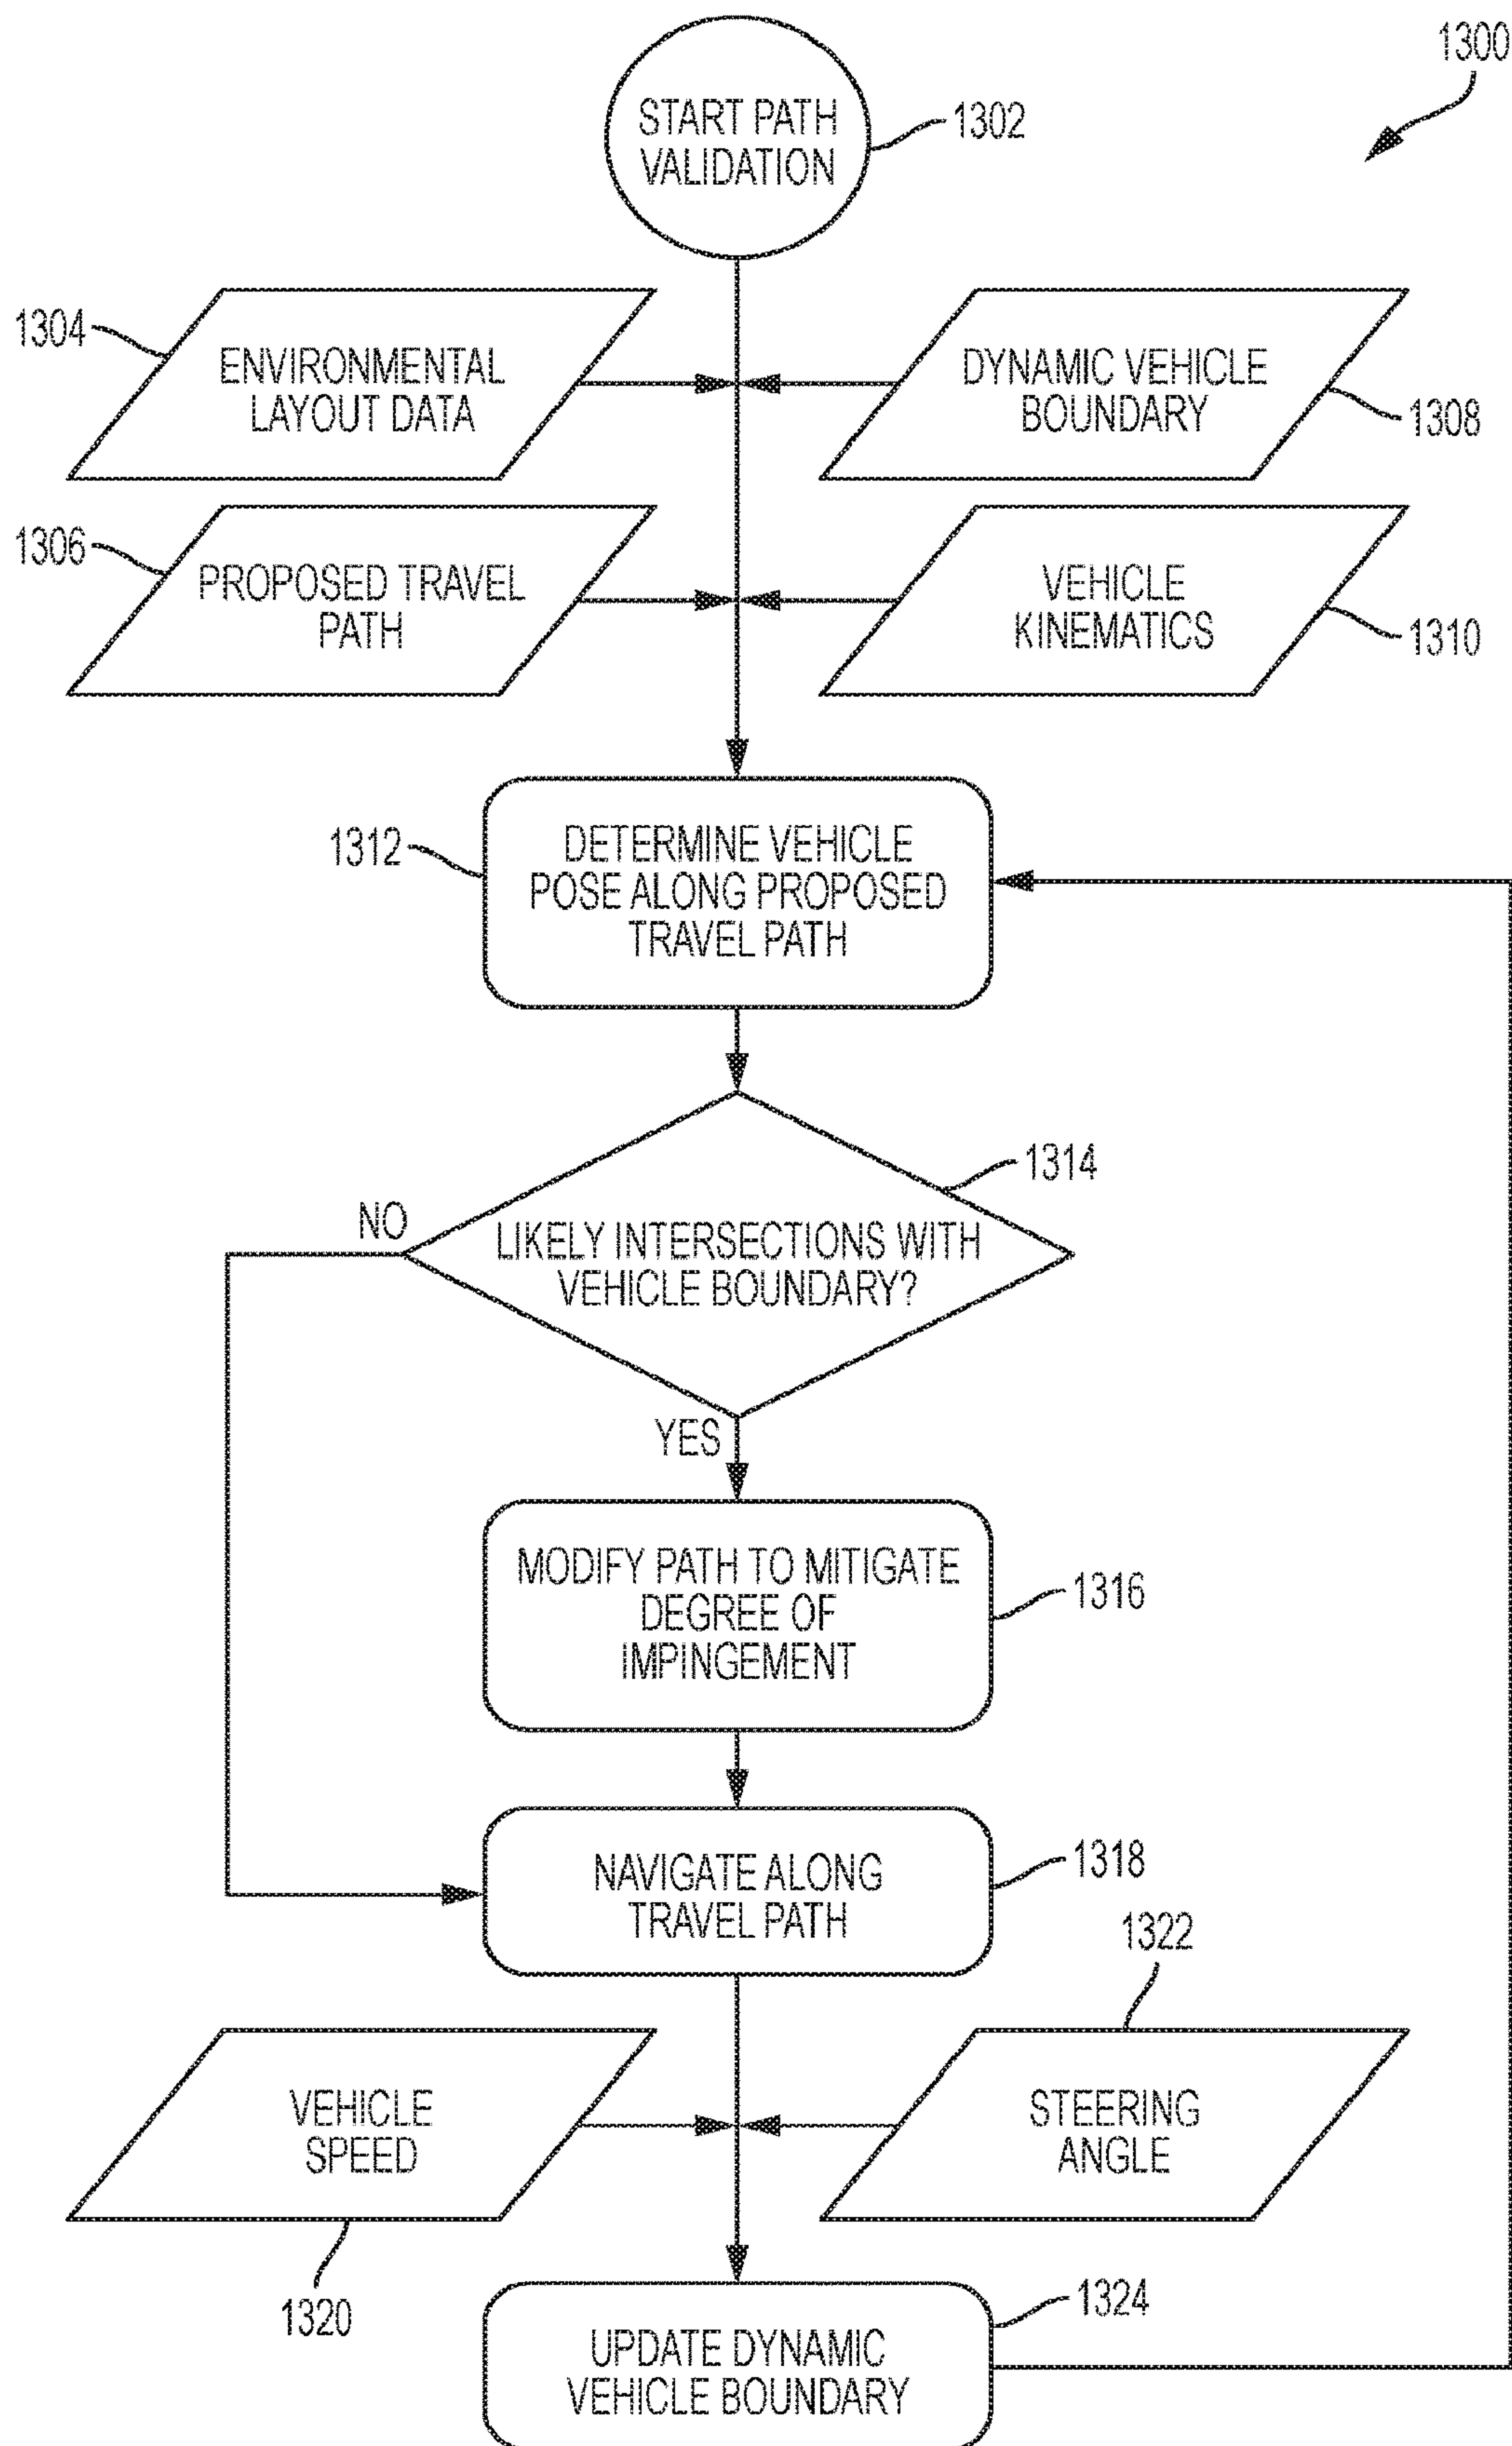 1300
START PATH
VALIDATION
1302
1304
ENVIRONMENTAL
LAYOUT DATA
DYNAMIC VEHICLE
BOUNDARY
1308
1306
PROPOSED TRAVEL
PATH
VEHICLE
KINEMATICS
1310
1312
DETERMINE VEHICLE
POSE ALONG PROPOSED
TRAVEL PATH
1314
NO
LIKELY INTERSECTIONS WITH
VEHICLE BOUNDARY?
YES
MODIFY PATH TO MITIGATE
DEGREE OF
IMPINGEMENT
1316
NAVIGATE ALONG
TRAVEL PATH
1318
1322
VEHICLE
SPEED
STEERING
ANGLE
1320
1324
UPDATE DYNAMIC
VEHICLE BOUNDARY